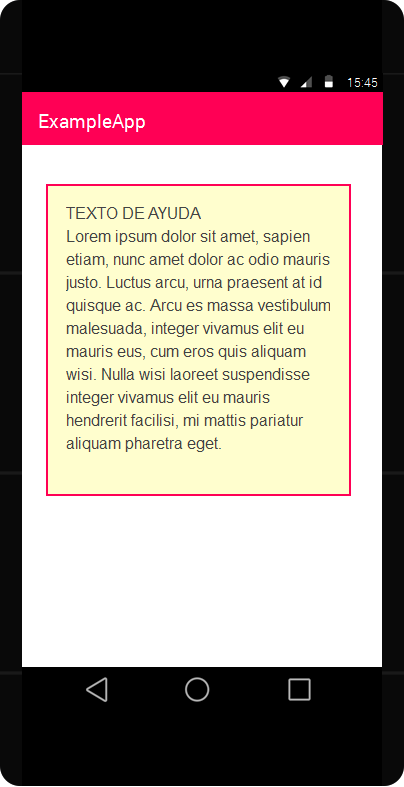 15:45
ExampleApp
TEXTO DE AYUDA
Lorem ipsum dolor sit amet, sapien
etiam, nunc amet dolor ac odio mauris
justo. Luctus arcu, urna praesent at id
quisque ac. Arcu es massa vestibulum
malesuada, integer vivamus elit eu
mauris eus, cum eros quis aliquam
wisi. Nulla wisi laoreet suspendisse
integer vivamus elit eu mauris
hendrerit facilisi, mi mattis pariatur
aliquam pharetra eget.